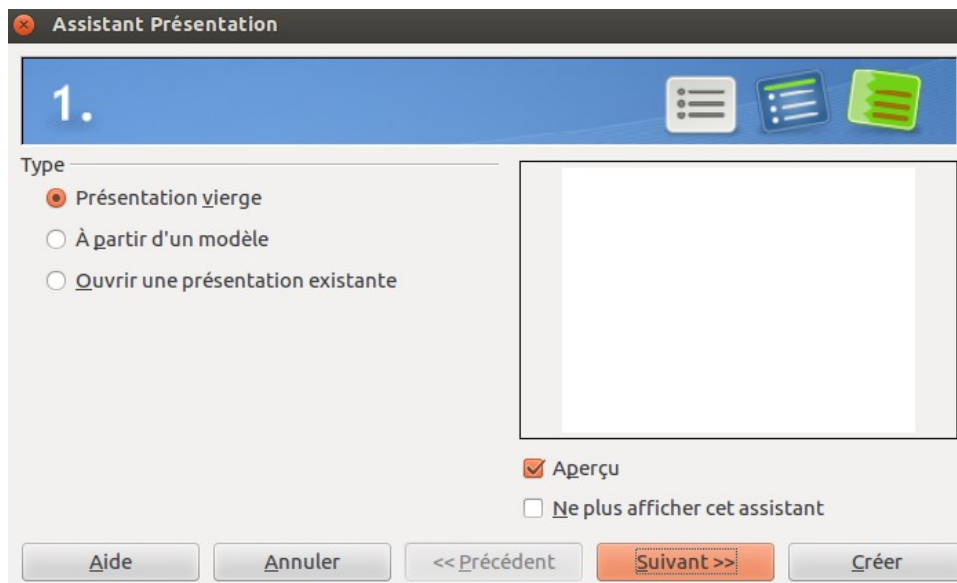 Assistant Présentation
1.
Type
Présentation vierge
À partir d'un modèle
Ouvrir une présentation existante
Aperçu
Ne plus afficher cet assistant
Aide
Annuler
<< Précédent
Suivant >>
Créer